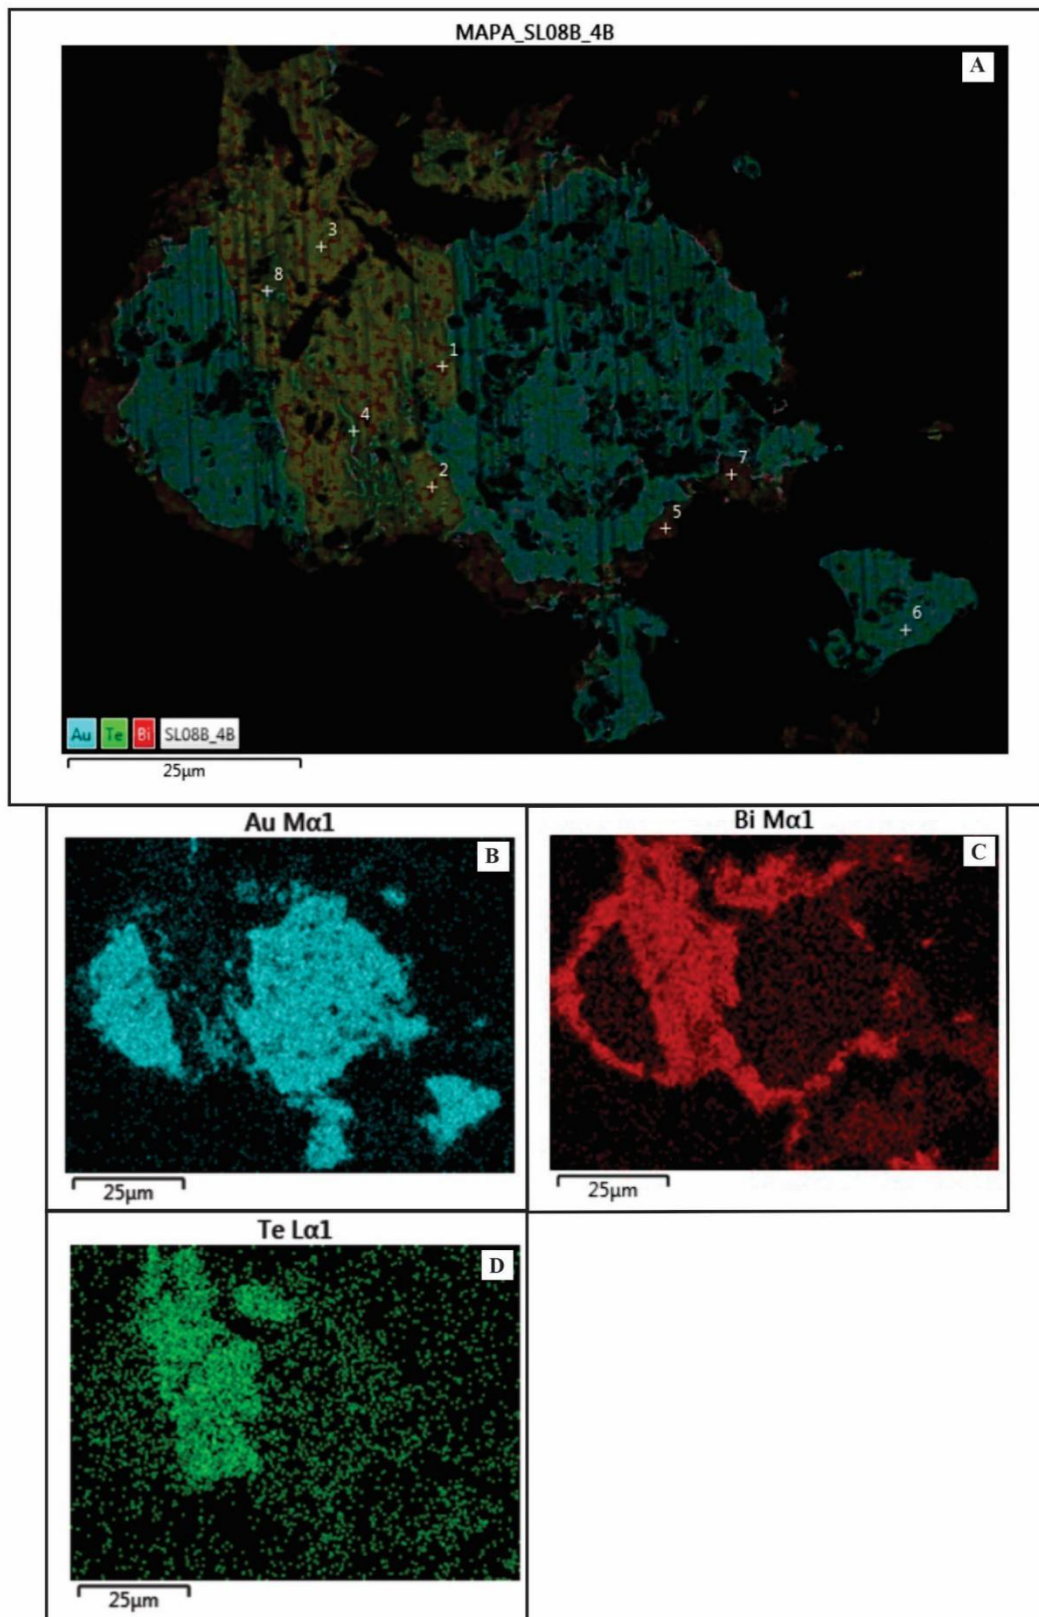 MAPA_SL08B_4B
A
3
8
1
4
2
7
5
6
Au Te Bi SL08B_4B
25μm
Au Mα1
B
25μm
Bi Mα1
C
25μm
Te Lα1
D
25μm